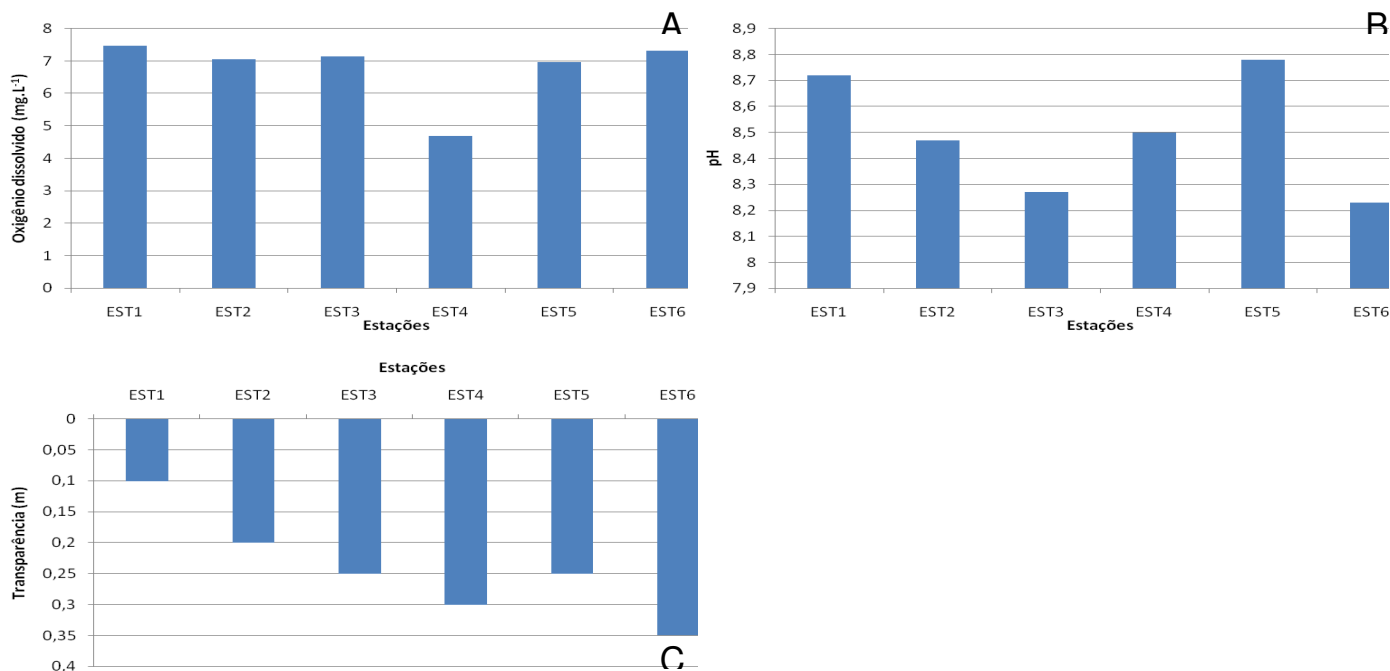 A
Oxigênio dissolvido (mg.L-1)
8
7
6
5
4
3
2
1
0
EST1 EST2 EST3 EST4 EST5 EST6
Estações
B
pH
8,9
8,8
8,7
8,6
8,5
8,4
8,3
8,2
8,1
8
7,9
EST1 EST2 EST3 EST4 EST5 EST6
Estações
Estações
EST1 EST2 EST3 EST4 EST5 EST6
Transparência (m)
0
0,05
0,1
0,15
0,2
0,25
0,3
0,35
0,4
C